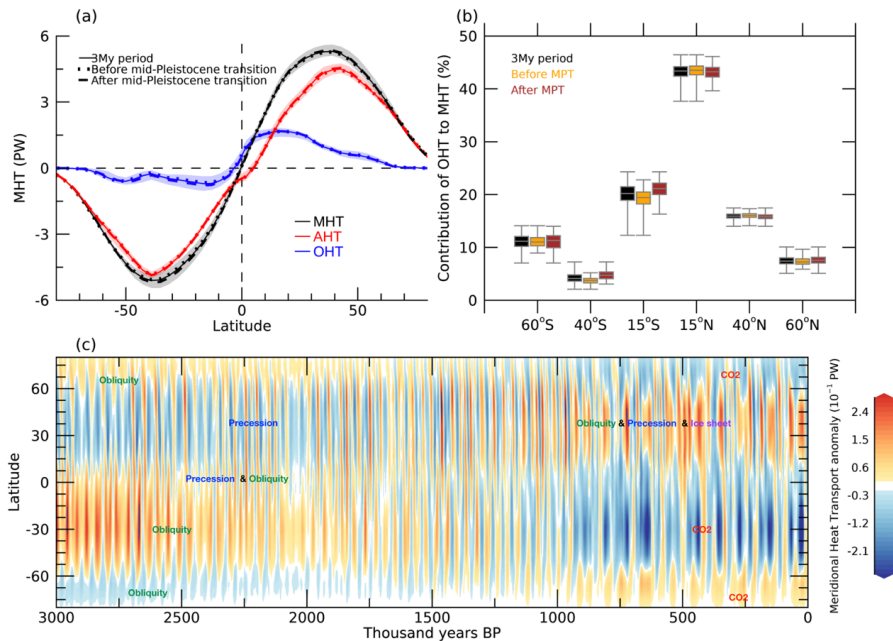 (a)
6
3
0
-3
-6
MHT (PW)
3My period
Before mid-Pleistocene transition
After mid-Pleistocene transition
MHT
AHT
OHT
-50
0
50
Latitude
(b)
50
40
30
20
10
0
Contribution of OHT to MHT (%)
3My period
Before MPT
After MPT
60°S
40°S
15°S
15°N
40°N
60°N
(c)
60
30
0
-30
-60
Latitude
Obliquity
CO2
Precession
Obliquity & Precession & Ice sheet
Precession & Obliquity
Obliquity
CO2
Obliquity
CO2
3000
2500
2000
1500
1000
500
0
Thousand years BP
Meridional Heat Transport anomaly (10⁻¹ PW)
2.4
1.5
0.6
-0.3
-1.2
-2.1